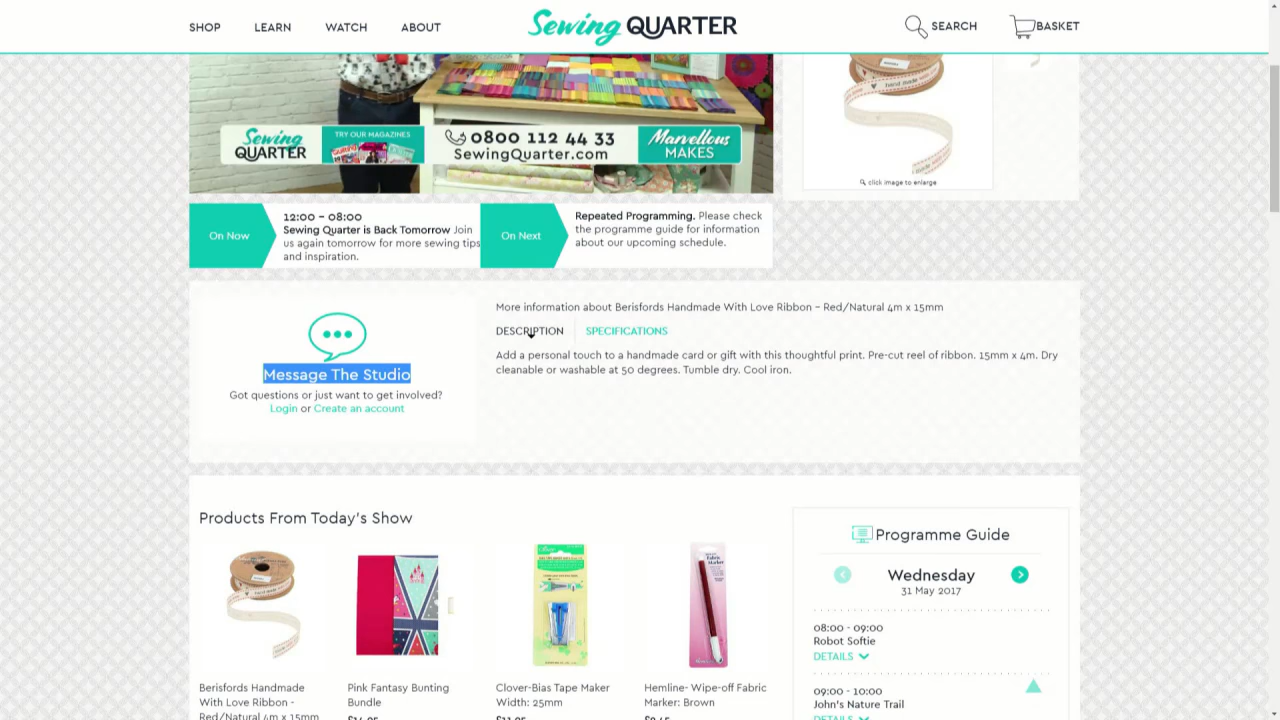 SHOP LEARN WATCH ABOUT Sewing QUARTER SEARCH BASKET
Sewing QUARTER
TRY OUR MAGAZINES
0800 112 44 33
SewingQuarter.com
Marvellous MAKES
hand made
click image to enlarge
On Now
12:00 - 08:00
Sewing Quarter is Back Tomorrow Join
us again tomorrow for more sewing tips
and inspiration.
On Next
Repeated Programming. Please check
the programme guide for information
about our upcoming schedule.
Message The Studio
Got questions or just want to get involved?
Login or Create an account
More information about Berisfords Handmade With Love Ribbon - Red/Natural 4m x 15mm
DESCRIPTION SPECIFICATIONS
Add a personal touch to a handmade card or gift with this thoughtful print. Pre-cut reel of ribbon. 15mm x 4m. Dry
cleanable or washable at 50 degrees. Tumble dry. Cool iron.
Products From Today's Show
Clover
Fabric
Marker
Berisfords Handmade
With Love Ribbon -
Red/Natural 4m x 15mm
Pink Fantasy Bunting
Bundle
Clover-Bias Tape Maker
Width: 25mm
Hemline- Wipe-off Fabric
Marker: Brown
Programme Guide
Wednesday
31 May 2017
08:00 - 09:00
Robot Softie
DETAILS
09:00 - 10:00
John's Nature Trail
DETAILS